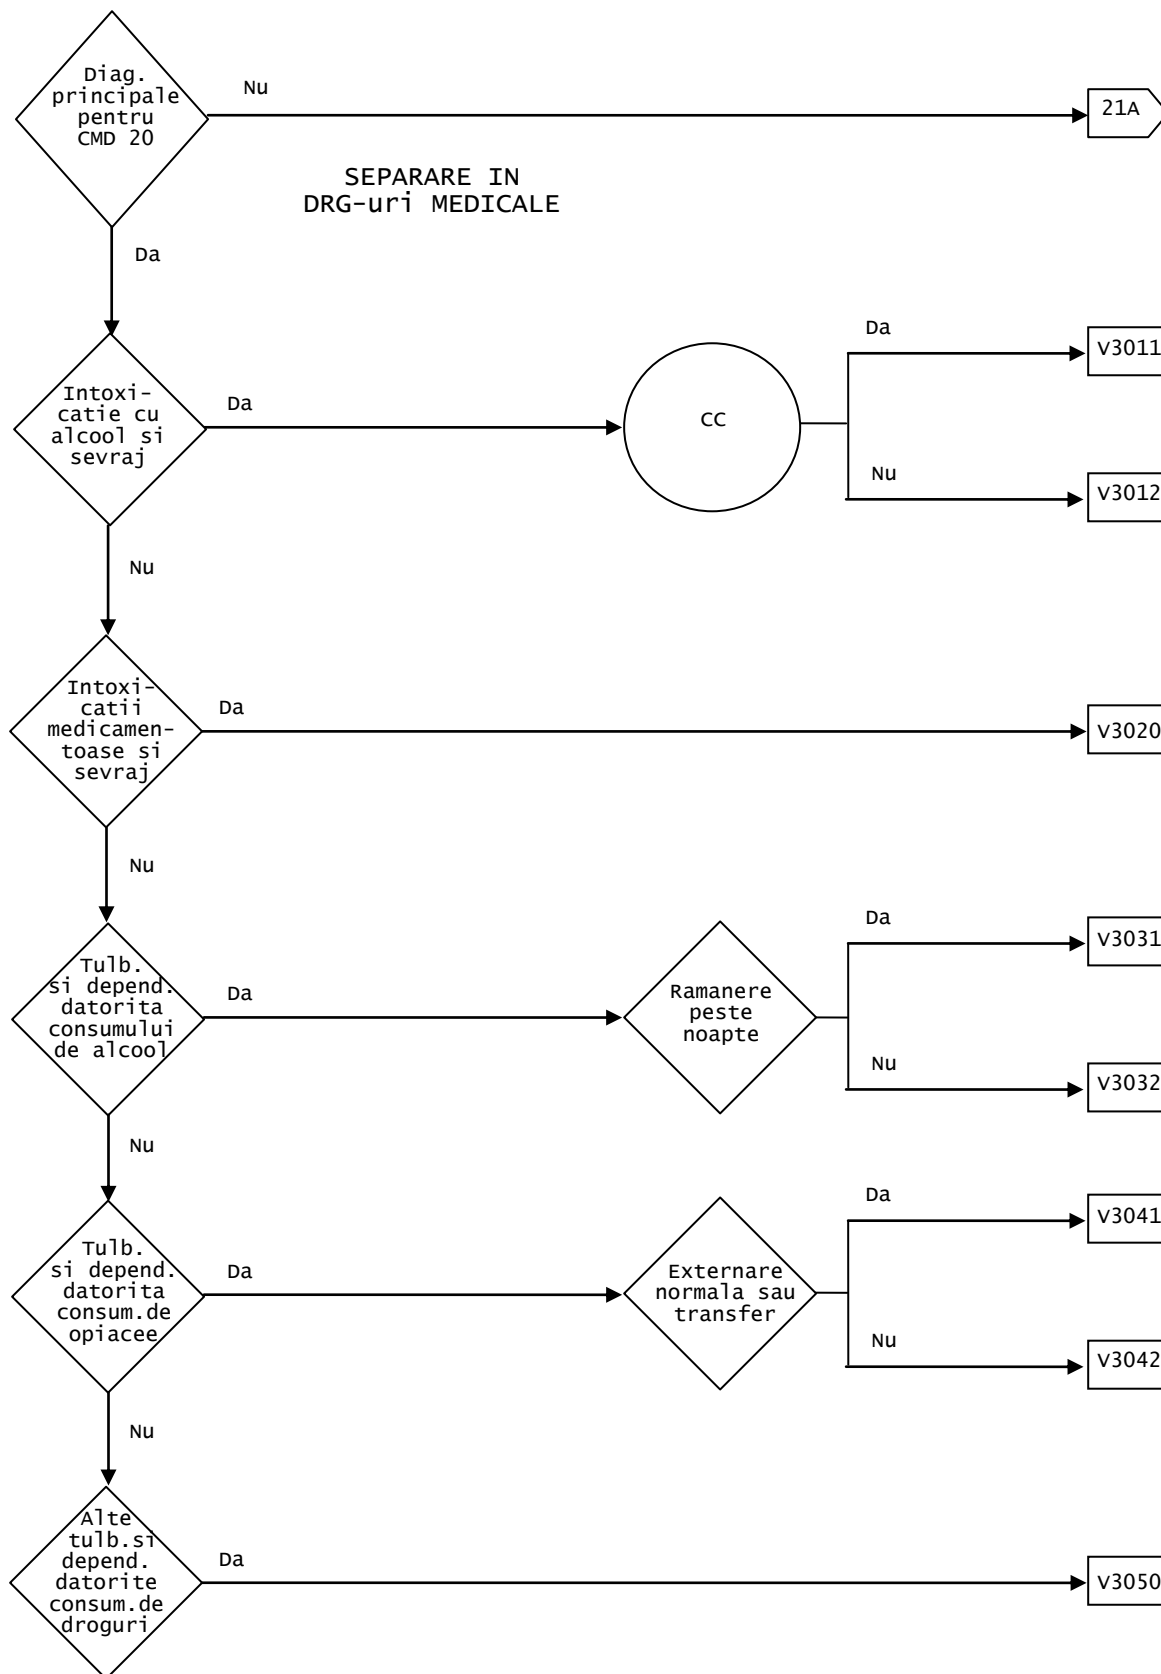 Diag.
principale
pentru
CMD 20
Nu
21A
SEPARARE IN
DRG-uri MEDICALE
Da
Intoxi-
catie cu
alcool si
sevraj
Da
CC
Da
V3011
Nu
V3012
Nu
Intoxi-
catii
medicamen-
toase si
sevraj
Da
V3020
Nu
Tulb.
si depend.
datorita
consumului
de alcool
Da
Ramanere
peste
noapte
Da
V3031
Nu
V3032
Nu
Tulb.
si depend.
datorita
consum.de
opiacee
Da
Externare
normala sau
transfer
Da
V3041
Nu
V3042
Nu
Alte
tulb.si
depend.
datorite
consum.de
droguri
Da
V3050